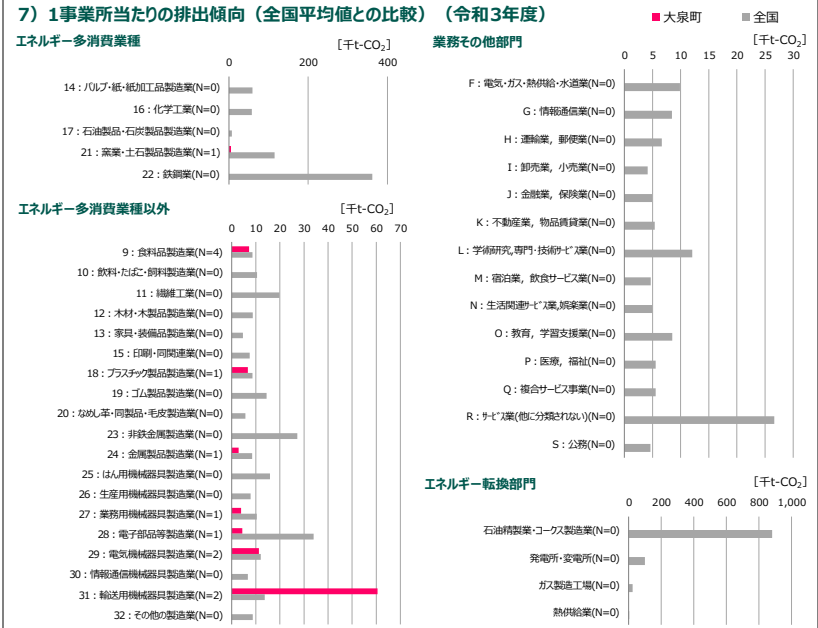 7）1事業所当たりの排出傾向（全国平均値との比較）（令和3年度）
大泉町
全国
エネルギー多消費業種
[千t-CO₂]
0 200 400
14：パルプ・紙・紙加工品製造業(N=0)
16：化学工業(N=0)
17：石油製品・石炭製品製造業(N=0)
21：窯業・土石製品製造業(N=1)
22：鉄鋼業(N=0)
エネルギー多消費業種以外
[千t-CO₂]
0 10 20 30 40 50 60 70
9：食料品製造業(N=4)
10：飲料・たばこ・飼料製造業(N=0)
11：繊維工業(N=0)
12：木材・木製品製造業(N=0)
13：家具・装備品製造業(N=0)
15：印刷・同関連業(N=0)
18：プラスチック製品製造業(N=1)
19：ゴム製品製造業(N=0)
20：なめし革・同製品・毛皮製造業(N=0)
23：非鉄金属製造業(N=0)
24：金属製品製造業(N=1)
25：はん用機械器具製造業(N=0)
26：生産用機械器具製造業(N=0)
27：業務用機械器具製造業(N=1)
28：電子部品等製造業(N=1)
29：電気機械器具製造業(N=2)
30：情報通信機械器具製造業(N=0)
31：輸送用機械器具製造業(N=2)
32：その他の製造業(N=0)
業務その他部門
[千t-CO₂]
0 5 10 15 20 25 30
F：電気・ガス・熱供給・水道業(N=0)
G：情報通信業(N=0)
H：運輸業，郵便業(N=0)
I：卸売業，小売業(N=0)
J：金融業，保険業(N=0)
K：不動産業，物品賃貸業(N=0)
L：学術研究,専門・技術サービス業(N=0)
M：宿泊業，飲食サービス業(N=0)
N：生活関連サービス業,娯楽業(N=0)
O：教育，学習支援業(N=0)
P：医療，福祉(N=0)
Q：複合サービス事業(N=0)
R：サービス業(他に分類されない)(N=0)
S：公務(N=0)
エネルギー転換部門
[千t-CO₂]
0 200 400 600 800 1,000
石油精製業・コークス製造業(N=0)
発電所・変電所(N=0)
ガス製造工場(N=0)
熱供給業(N=0)